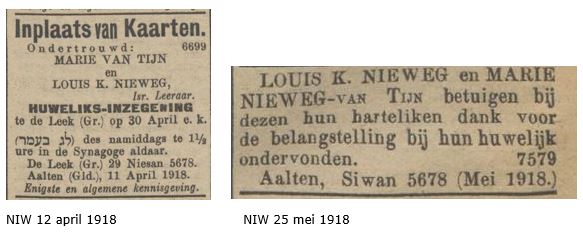 Inplaats van Kaarten.
Ondertrouwd: 6699
MARIE VAN TIJN
en
LOUIS K. NIEWEG,
Isr. Leeraar.
HUWELIKS-INZEGENING
te de Leek (Gr.) op 30 April e. k.
(לג בעמר) des namiddags te 1½
ure in de Synagoge aldaar.
De Leek (Gr.) 29 Niesan 5678.
Aalten (Gld.), 11 April 1918.
Enigste en algemene kennisgeving.
NIW 12 april 1918
LOUIS K. NIEWEG en MARIE
NIEWEG-VAN TIJN betuigen bij
dezen hun harteliken dank voor
de belangstelling bij hun huwelijk
ondervonden. 7579
Aalten, Siwan 5678 (Mei 1918.)
NIW 25 mei 1918